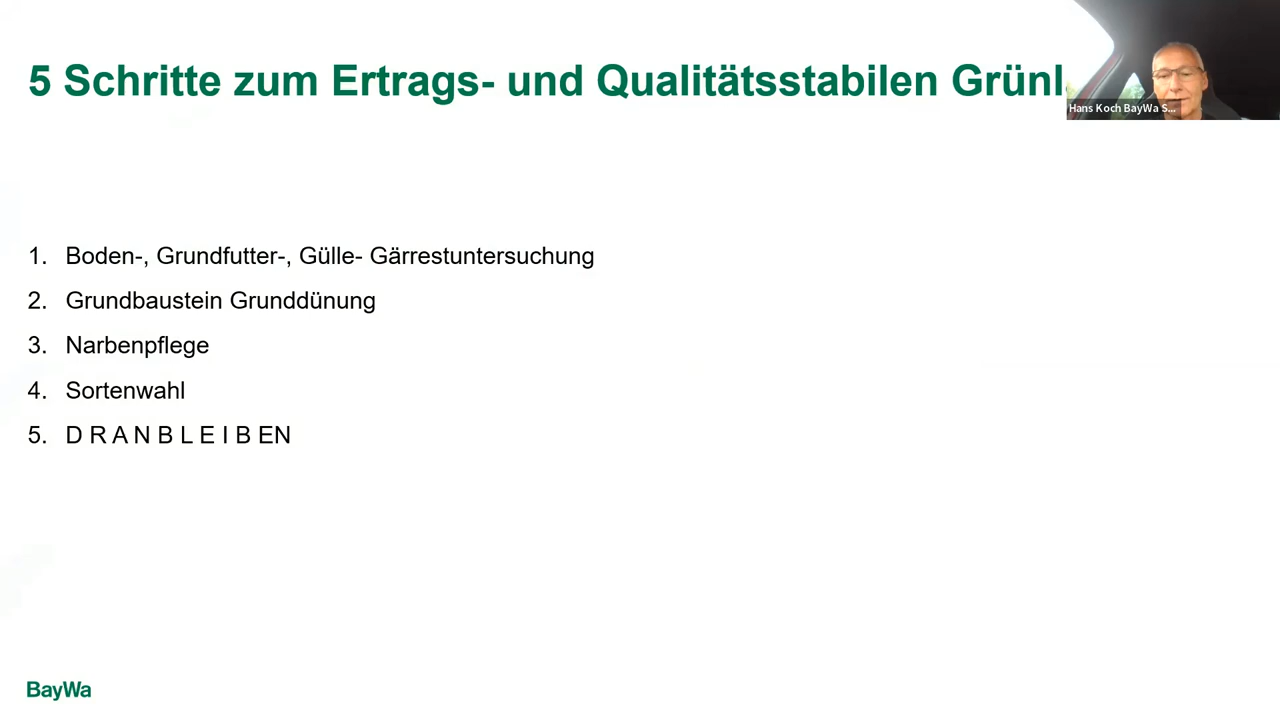 5 Schritte zum Ertrags- und Qualitätsstabilen Grünl
Hans Koch BayWa S...
1. Boden-, Grundfutter-, Gülle- Gärrestuntersuchung
2. Grundbaustein Grunddünung
3. Narbenpflege
4. Sortenwahl
5. D R A N B L E I B EN
BayWa